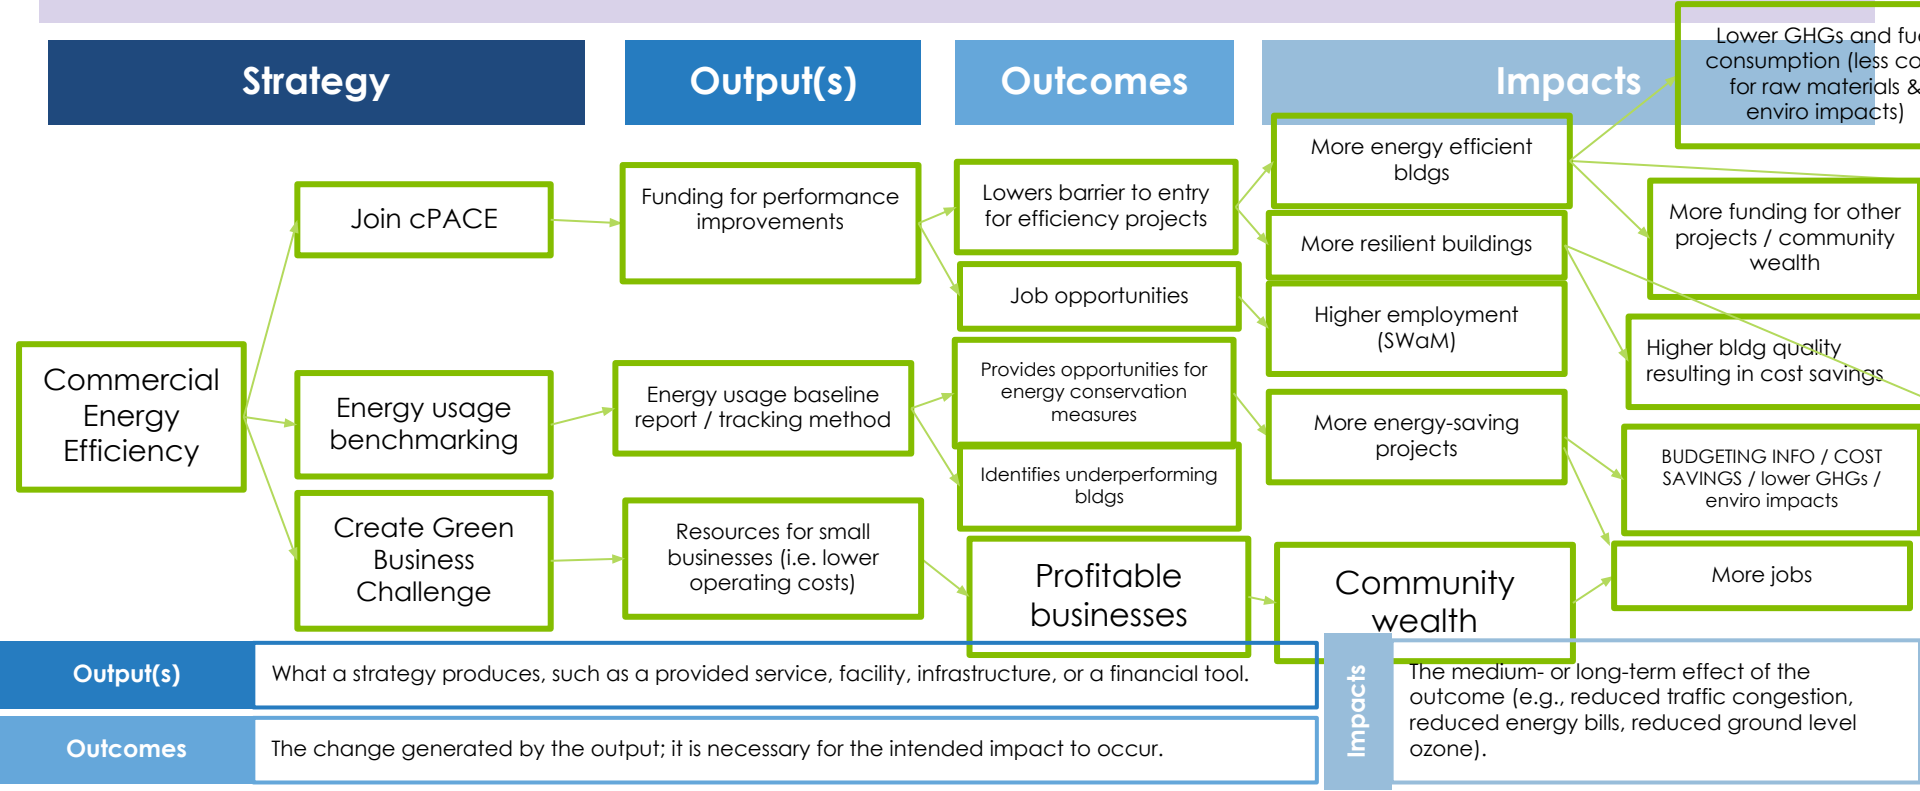 Strategy
Output(s)
Outcomes
Impacts
Lower GHGs and
consumption (less
for raw materials &
enviro impacts)
More energy efficient
bldgs
Join cPACE
Funding for performance
improvements
Lowers barrier to entry
for efficiency projects
More resilient buildings
More funding for other
projects / community
wealth
Job opportunities
Higher employment
(SWaM)
Higher bldg quality
resulting in cost savings
Commercial
Energy
Efficiency
Energy usage
benchmarking
Energy usage baseline
report / tracking method
Provides opportunities for
energy conservation
measures
More energy-saving
projects
Identifies underperforming
bldgs
BUDGETING INFO / COST
SAVINGS / lower GHGs /
enviro impacts
Create Green
Business
Challenge
Resources for small
businesses (i.e. lower
operating costs)
Profitable
businesses
Community
wealth
More jobs
Output(s)
What a strategy produces, such as a provided service, facility, infrastructure, or a financial tool.
Outcomes
The change generated by the output; it is necessary for the intended impact to occur.
Impacts
The medium- or long-term effect of the
outcome (e.g., reduced traffic congestion,
reduced energy bills, reduced ground level
ozone).